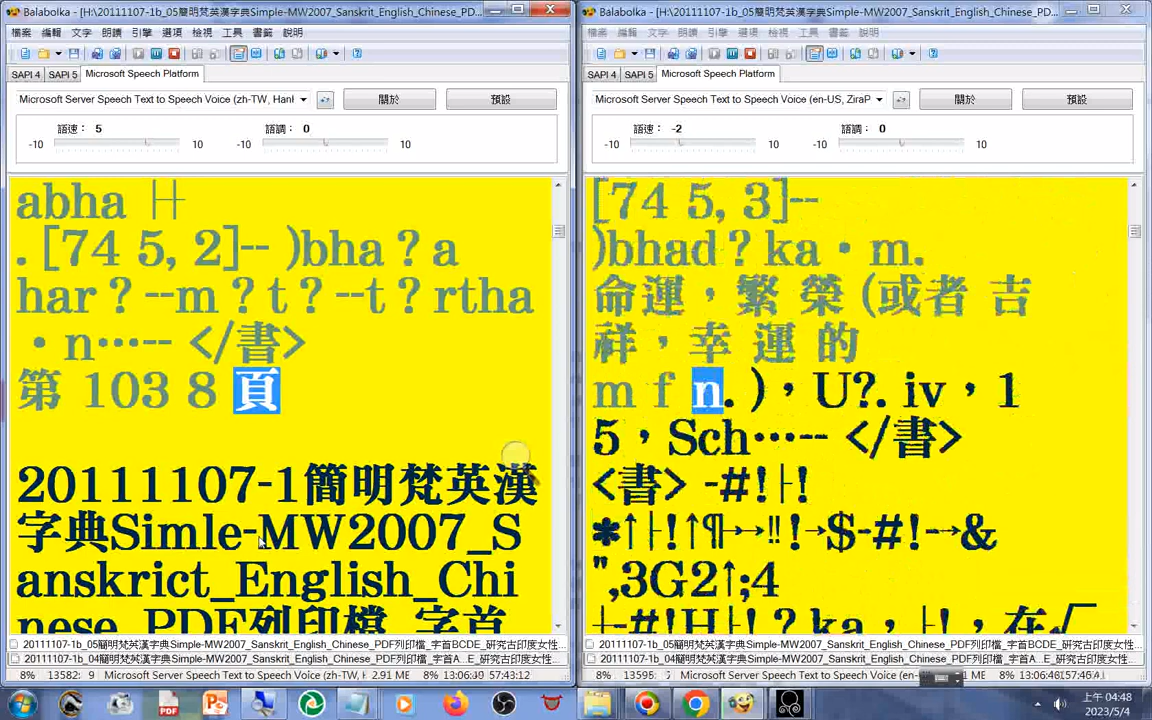 Balabolka - [H:\20111107-1b_05簡明梵英漢字典Simple-MW2007_Sanskrit_English_Chinese_PD...
檔案 編輯 文字 朗讀 引擎 選項 檢視 工具 書籤 說明
SAPI 4 SAPI 5 Microsoft Speech Platform
Microsoft Server Speech Text to Speech Voice (zh-TW, Hanl
關於
預設
語速： 5 語調： 0
-10 10 -10 10
abha
. [74 5, 2]-- )bha ? a
har ? --m ? t ? --t ? rtha
• n…-- </書>
第 103 8 頁
20111107-1簡明梵英漢
字典Simle-MW2007_S
anskrict_English_Chi
nese_PDF列印檔_字首
20111107-1b_05簡明梵英漢字典Simple-MW2007_Sanskrit_English_Chinese_PDF列印檔_字首BCDE_研究古印度女性...
20111107-1b_04簡明梵英漢字典Simple-MW2007_Sanskrit_English_Chinese_PDF列印檔_字首A...E_研究古印度女性...
8% 13582: 9 Microsoft Server Speech Text to Speech Voice (zh-TW, 2.91 ME 8% 13:06:49 57:43:12
Balabolka - [H:\20111107-1b_05簡明梵英漢字典Simple-MW2007_Sanskrit_English_Chinese_PD...
檔案 編輯 文字 朗讀 引擎 選項 檢視 工具 書籤 說明
SAPI 4 SAPI 5 Microsoft Speech Platform
Microsoft Server Speech Text to Speech Voice (en-US, ZiraP
關於
預設
語速： -2 語調： 0
-10 10 -10 10
[74 5, 3]--
)bhad ? ka • m.
命運，繁 榮 (或者 吉
祥，幸 運 的
m f n. )，U?. iv，1
5，Sch…-- </書>
<書> -#!├!
*↑├!↑¶→→‼!→$-#!-→&
",3G2↑;4
┼-#!H├! ? ka，├!，在√
20111107-1b_05簡明梵英漢字典Simple-MW2007_Sanskrit_English_Chinese_PDF列印檔_字首BCDE_研究古印度女性...
20111107-1b_04簡明梵英漢字典Simple-MW2007_Sanskrit_English_Chinese_PDF列印檔_字首A...E_研究古印度女性...
8% 13595: Microsoft Server Speech Text to Speech Voice 8% 13:06:48
上午 04:48
2023/5/4